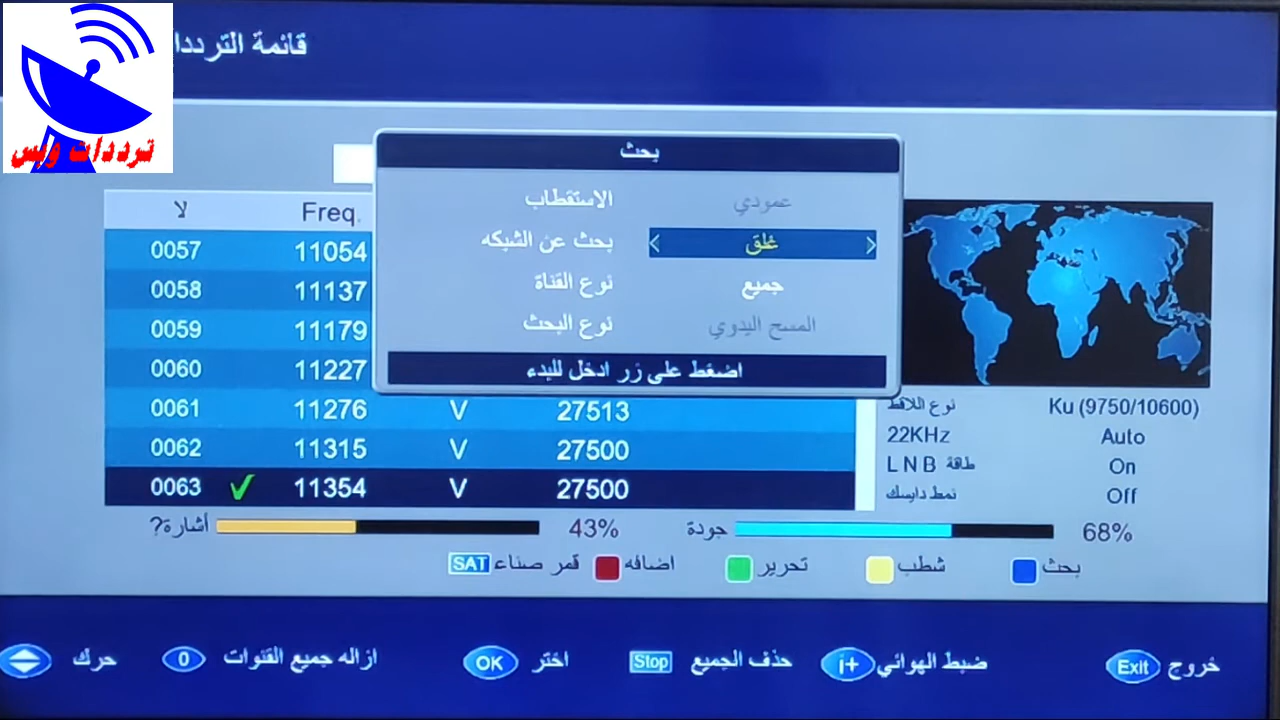 قائمة الترددا
ترددات ويس
بحث
الاستقطاب عمودي
بحث عن الشبكه < غلق >
نوع القناة جميع
نوع البحث المسح اليدوي
اضغط على زر ادخل للبدء
لا Freq.
0057 11054
0058 11137
0059 11179
0060 11227
0061 11276 V 27513
0062 11315 V 27500
0063 11354 V 27500
نوع اللاقط Ku (9750/10600)
22KHz Auto
طاقة LNB On
نمط دايسك Off
أشارة? 43% جودة 68%
SAT قمر صناء اضافه تحرير شطب بحث
حرك 0 ازاله جميع القنوات OK اختر Stop حذف الجميع i+ ضبط الهوائي Exit خروج